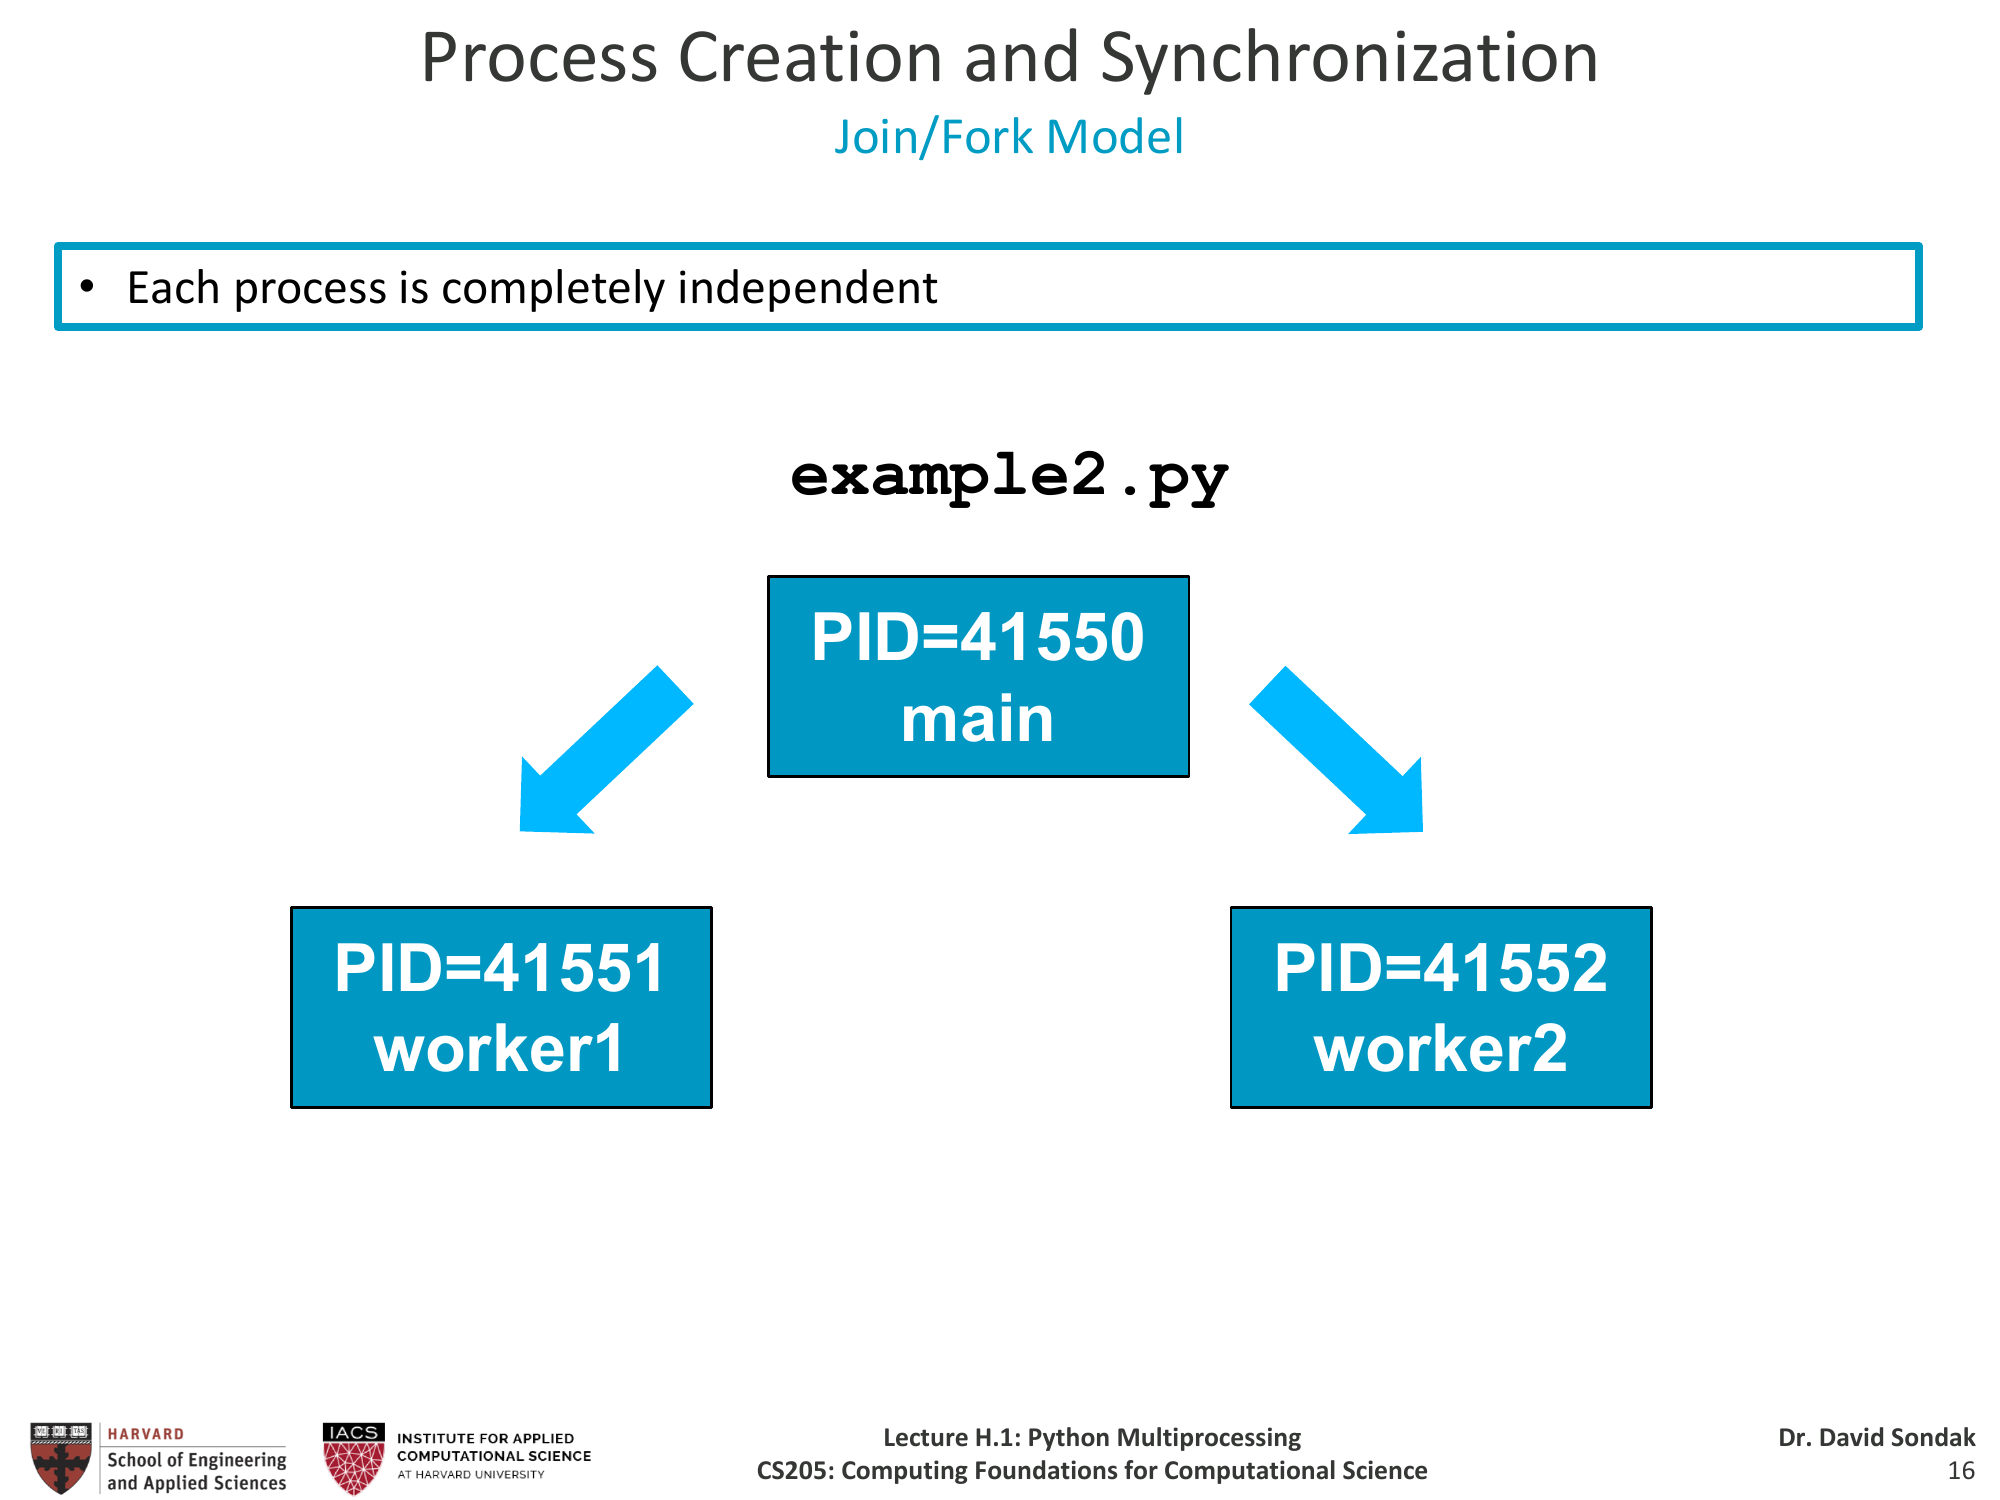 Process Creation and Synchronization
Join/Fork Model
• Each process is completely independent
example2.py
PID=41550
main
PID=41551
worker1
PID=41552
worker2
HARVARD
School of Engineering
and Applied Sciences
IACS
INSTITUTE FOR APPLIED
COMPUTATIONAL SCIENCE
AT HARVARD UNIVERSITY
Lecture H.1: Python Multiprocessing
CS205: Computing Foundations for Computational Science
Dr. David Sondak
16